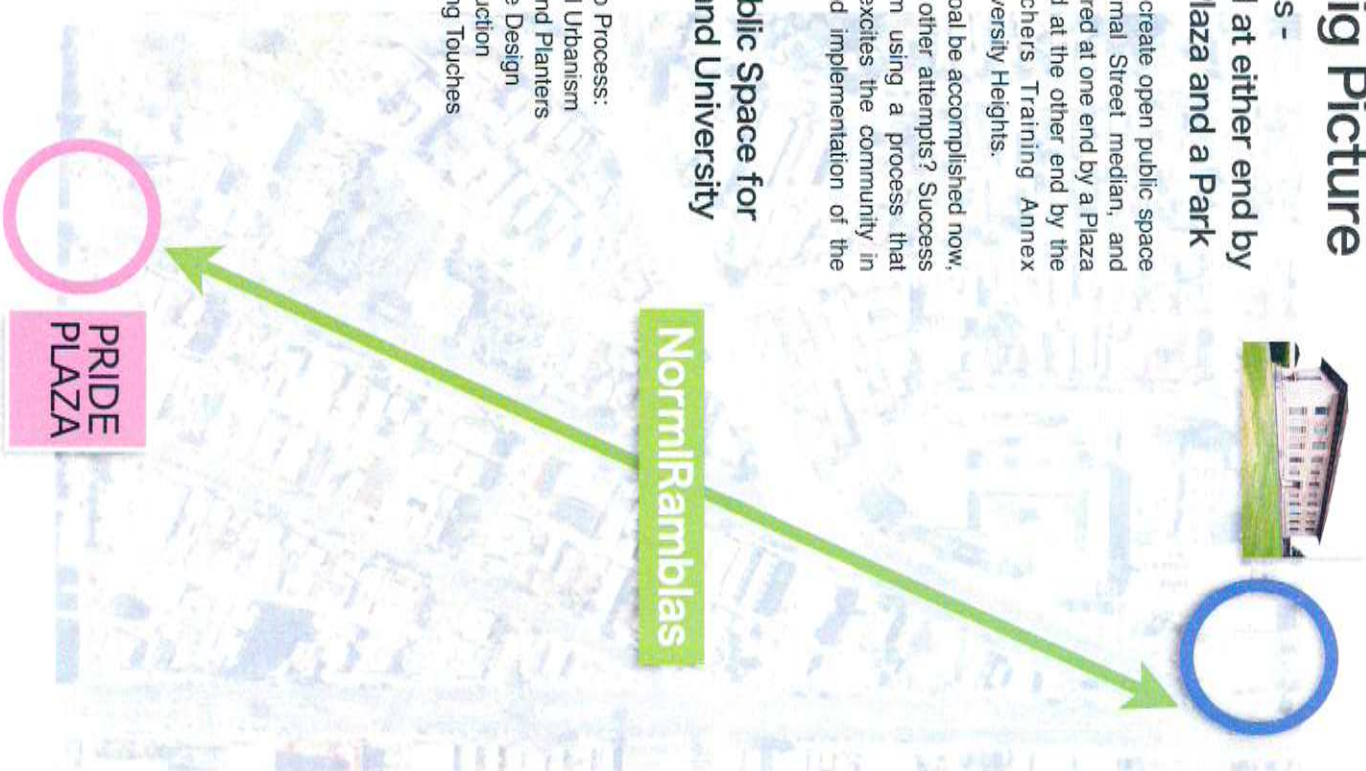 ig Picture
s -
l at either end by
laza and a Park
create open public space
mal Street median, and
red at one end by a Plaza
d at the other end by the
chers Training Annex
versity Heights.
oal be accomplished now,
other attempts? Success
m using a process that
excites the community in
d implementation of the
blic Space for
and University
o Process:
l Urbanism
nd Planters
e Design
uction
ng Touches
NormlRamblas
PRIDE
PLAZA